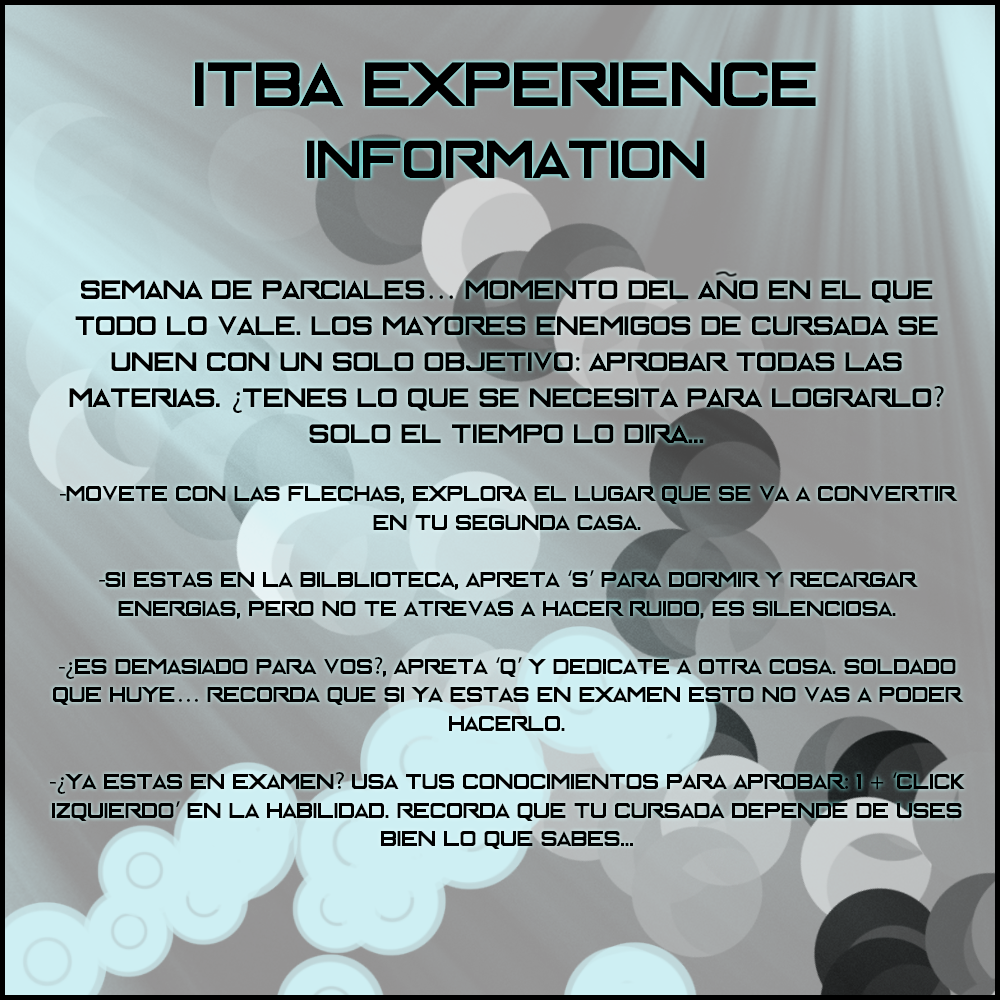 ITBA EXPERIENCE
INFORMATION
SEMANA DE PARCIALES... MOMENTO DEL AÑO EN EL QUE
TODO LO VALE. LOS MAYORES ENEMIGOS DE CURSADA SE
UNEN CON UN SOLO OBJETIVO: APROBAR TODAS LAS
MATERIAS. ¿TENES LO QUE SE NECESITA PARA LOGRARLO?
SOLO EL TIEMPO LO DIRA...
-MOVETE CON LAS FLECHAS, EXPLORA EL LUGAR QUE SE VA A CONVERTIR
EN TU SEGUNDA CASA.
-SI ESTAS EN LA BILBLIOTECA, APRETA 'S' PARA DORMIR Y RECARGAR
ENERGIAS, PERO NO TE ATREVAS A HACER RUIDO, ES SILENCIOSA.
-¿ES DEMASIADO PARA VOS?, APRETA 'Q' Y DEDICATE A OTRA COSA. SOLDADO
QUE HUYE... RECORDA QUE SI YA ESTAS EN EXAMEN ESTO NO VAS A PODER
HACERLO.
-¿YA ESTAS EN EXAMEN? USA TUS CONOCIMIENTOS PARA APROBAR: 1 + 'CLICK
IZQUIERDO' EN LA HABILIDAD. RECORDA QUE TU CURSADA DEPENDE DE USES
BIEN LO QUE SABES...